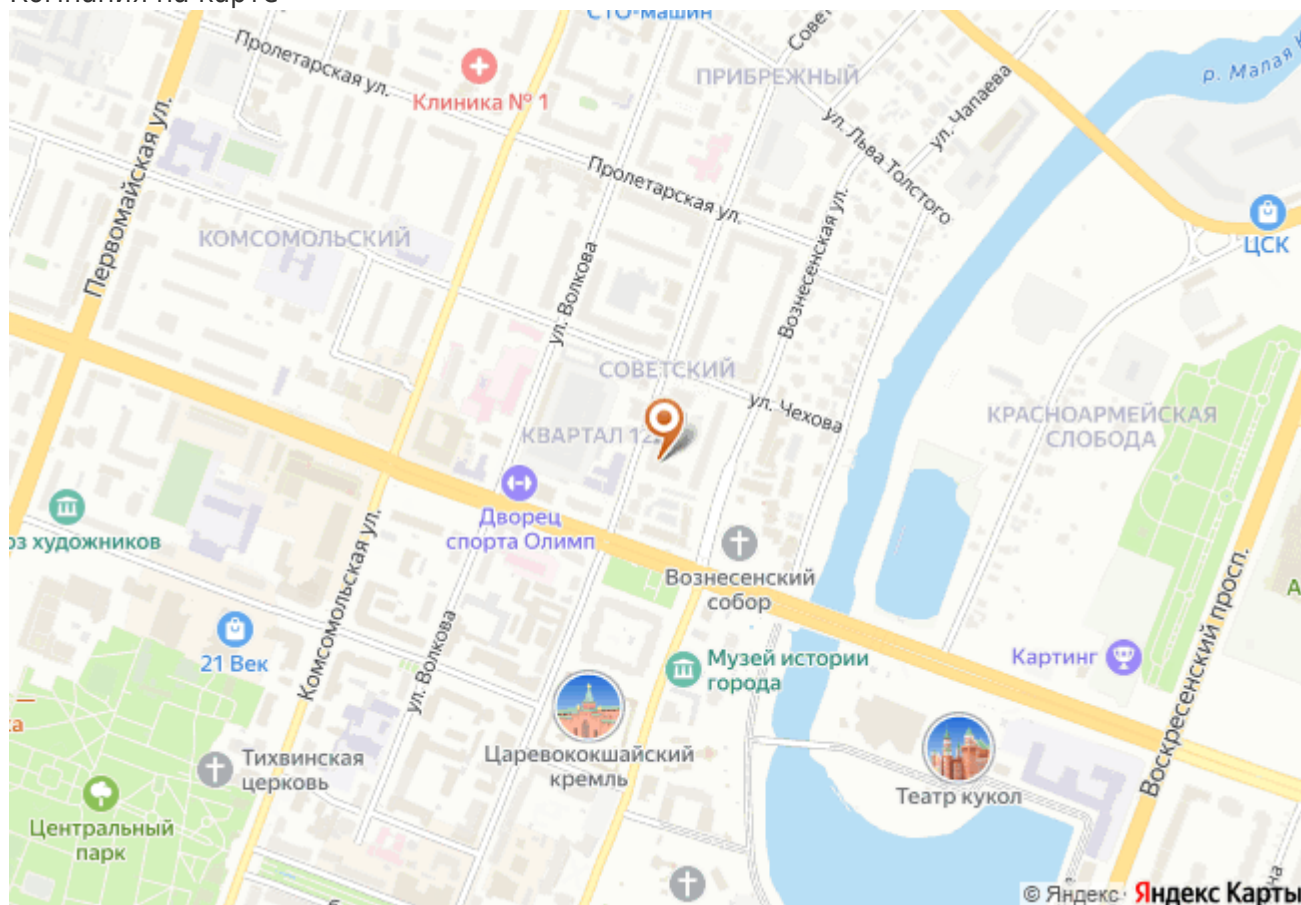 Компания на карте
СТО-машин
Пролетарская ул.
Клиника № 1
ПРИБРЕЖНЫЙ
р. Малая
ул. Чапаева
ул. Льва Толстого
Первомайская ул.
Пролетарская ул.
КОМСОМОЛЬСКИЙ
ул. Волкова
Вознесенская ул.
ЦСК
СОВЕТСКИЙ
ул. Чехова
КВАРТАЛ
КРАСНОАРМЕЙСКАЯ
СЛОБОДА
Дворец
спорта Олимп
художников
Комсомольская ул.
Вознесенский
собор
Воскресенский просп.
21 Век
ул. Волкова
Музей истории
города
Картинг
Тихвинская
церковь
Царевококшайский
кремль
Театр кукол
Центральный
парк
© Яндекс Яндекс Карты